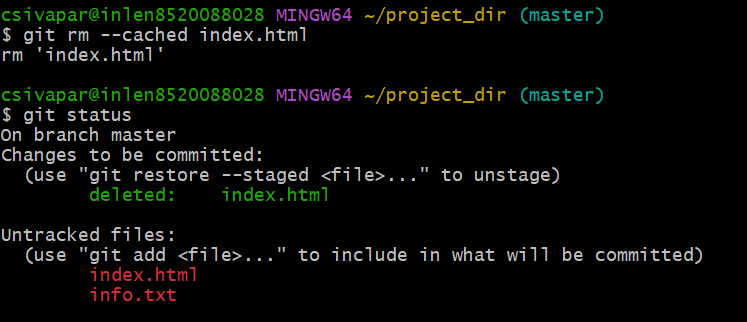 csivapar@inlen8520088028 MINGW64 ~/project_dir (master)
$ git rm --cached index.html
rm 'index.html'

csivapar@inlen8520088028 MINGW64 ~/project_dir (master)
$ git status
On branch master
Changes to be committed:
  (use "git restore --staged <file>..." to unstage)
        deleted:    index.html

Untracked files:
  (use "git add <file>..." to include in what will be committed)
        index.html
        info.txt